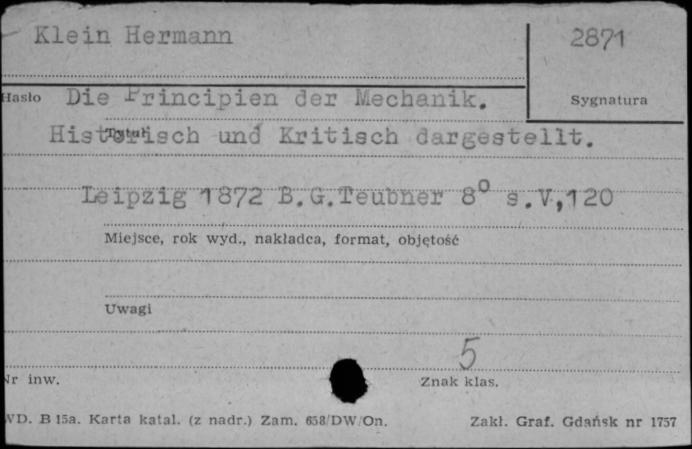 Klein Hermann 2871
Hasło Die Principien der Mechanik. Sygnatura
Tytuł Historisch und Kritisch dargestellt.
Leipzig 1872 B.G.Teubner 8° s.V,120
Miejsce, rok wyd., nakładca, format, objętość
Uwagi
5
Nr inw. Znak klas.
WD. B 15a. Karta katal. (z nadr.) Zam. 658/DW/On. Zakł. Graf. Gdańsk nr 1757